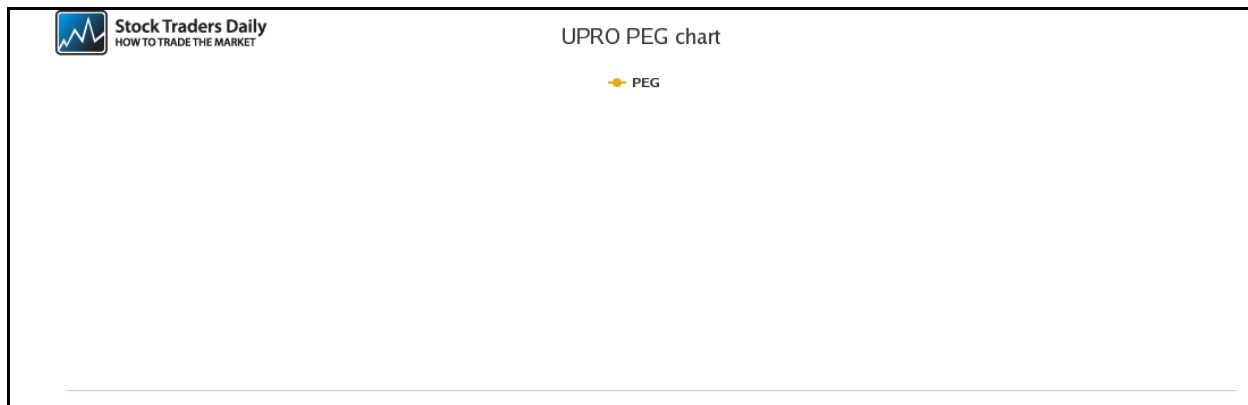 Stock Traders Daily
HOW TO TRADE THE MARKET
UPRO PEG chart
PEG